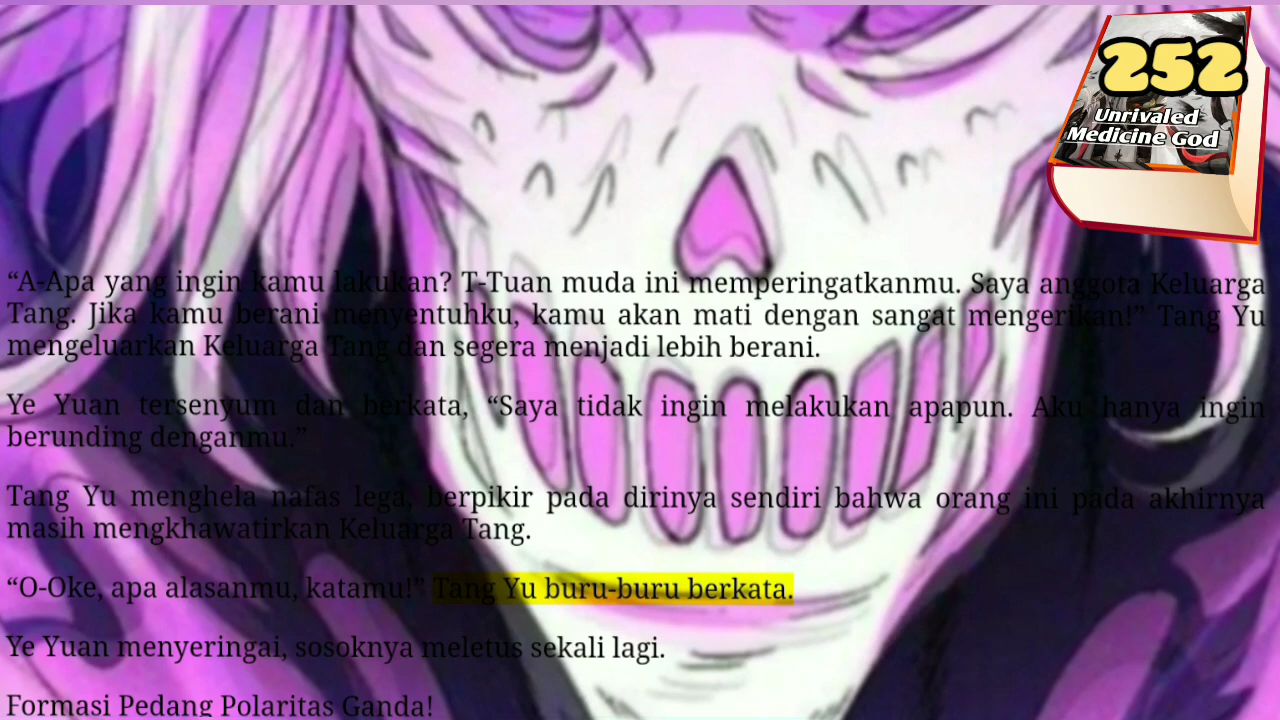 252
Unrivaled
Medicine God
“A-Apa yang ingin kamu lakukan? T-Tuan muda ini memperingatkanmu. Saya anggota Keluarga
Tang. Jika kamu berani menyentuhku, kamu akan mati dengan sangat mengerikan!” Tang Yu
mengeluarkan Keluarga Tang dan segera menjadi lebih berani.
Ye Yuan tersenyum dan berkata, “Saya tidak ingin melakukan apapun. Aku hanya ingin
berunding denganmu.”
Tang Yu menghela nafas lega, berpikir pada dirinya sendiri bahwa orang ini pada akhirnya
masih mengkhawatirkan Keluarga Tang.
“O-Oke, apa alasanmu, katamu!” Tang Yu buru-buru berkata.
Ye Yuan menyeringai, sosoknya meletus sekali lagi.
Formasi Pedang Polaritas Ganda!